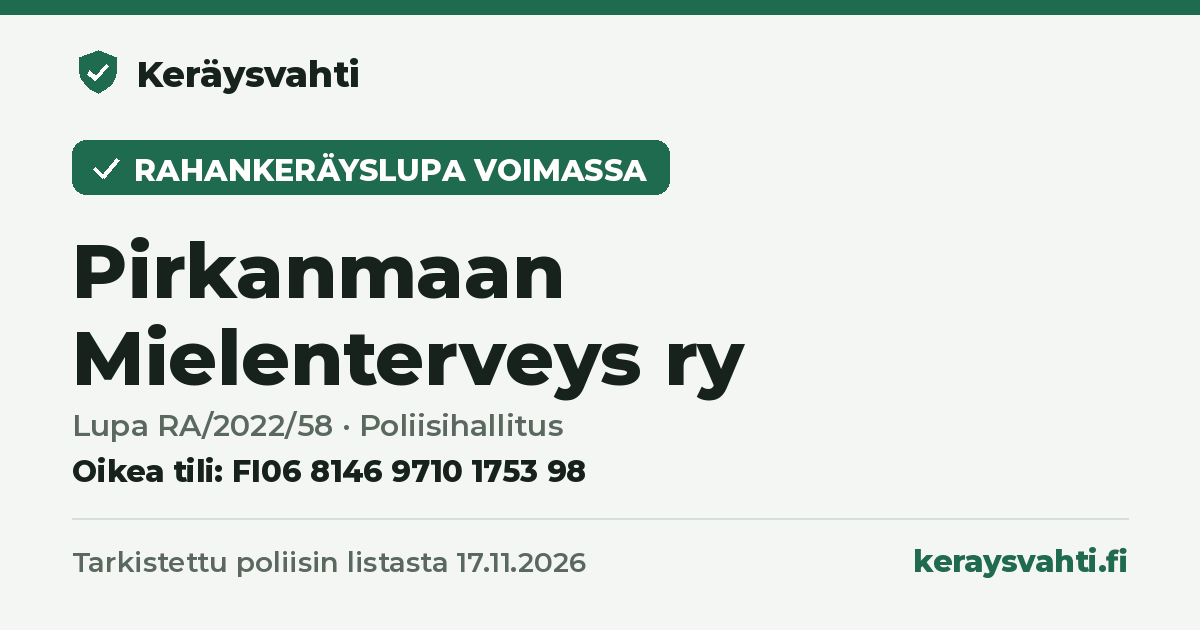 Keräysvahti
RAHANKERÄYSLUPA VOIMASSA
Pirkanmaan
Mielenterveys ry
Lupa RA/2022/58 · Poliisihallitus
Oikea tili: FI06 8146 9710 1753 98
Tarkistettu poliisin listasta 17.11.2026
keraysvahti.fi